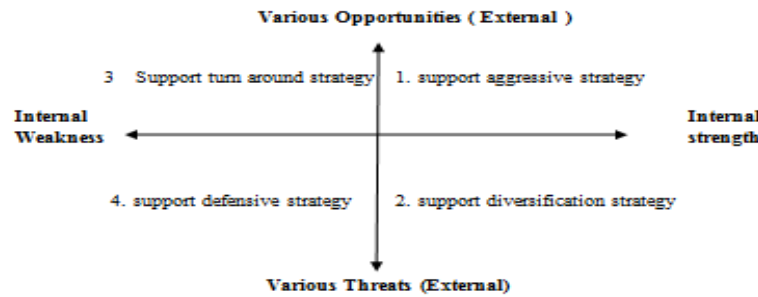 Various Opportunities ( External )
3 Support turn around strategy
1. support aggressive strategy
Internal
Weakness
Internal
strength
4. support defensive strategy
2. support diversification strategy
Various Threats (External)